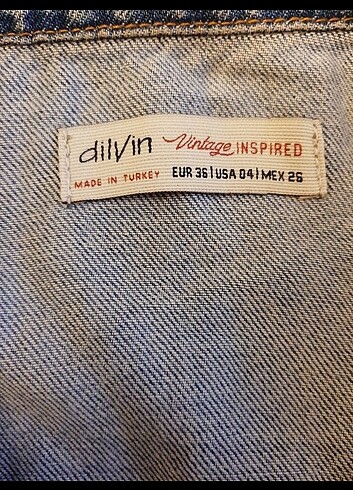 dilvin Vintage INSPIRED
MADE IN TURKEY EUR 36 | USA 04 | MEX 26